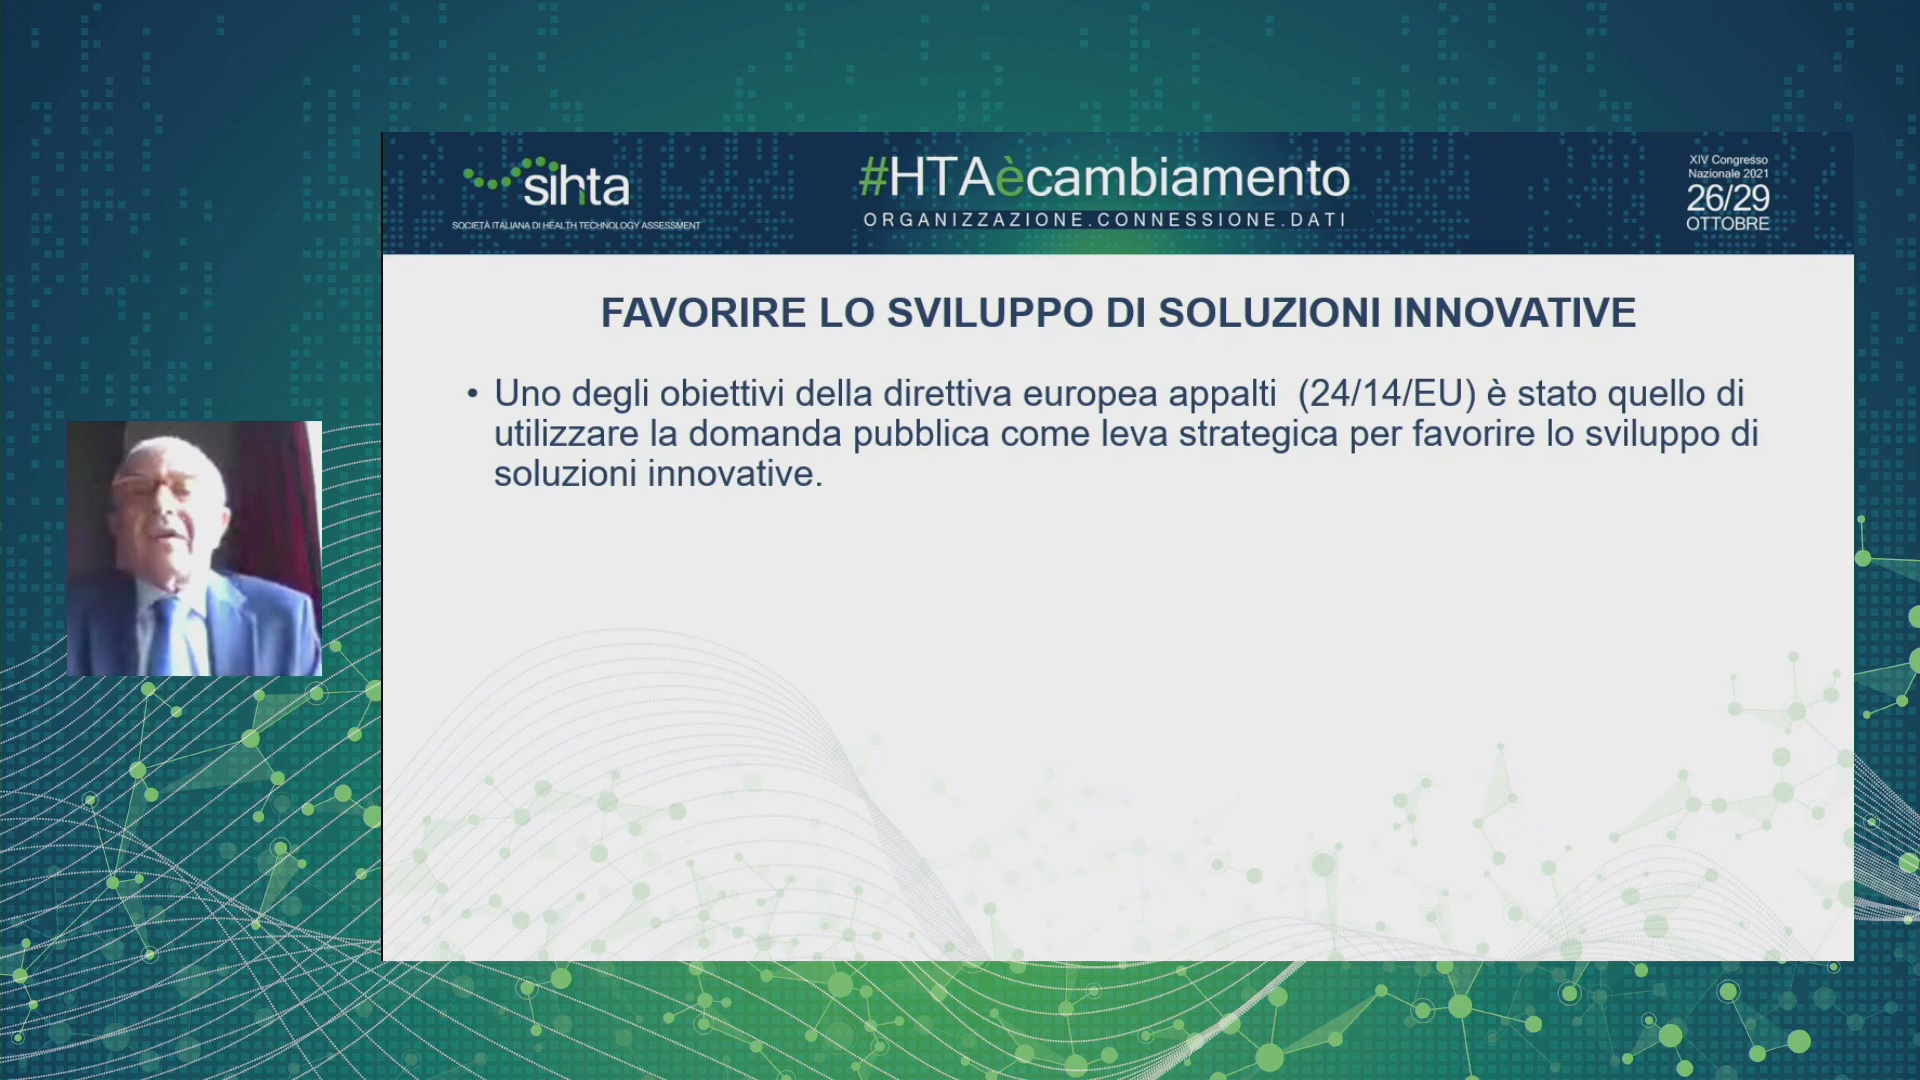 sihta
SOCIETÀ ITALIANA DI HEALTH TECHNOLOGY ASSESSMENT
#HTAècambiamento
ORGANIZZAZIONE.CONNESSIONE.DATI
XIV Congresso
Nazionale 2021
26/29
OTTOBRE
FAVORIRE LO SVILUPPO DI SOLUZIONI INNOVATIVE
• Uno degli obiettivi della direttiva europea appalti  (24/14/EU) è stato quello di
utilizzare la domanda pubblica come leva strategica per favorire lo sviluppo di
soluzioni innovative.